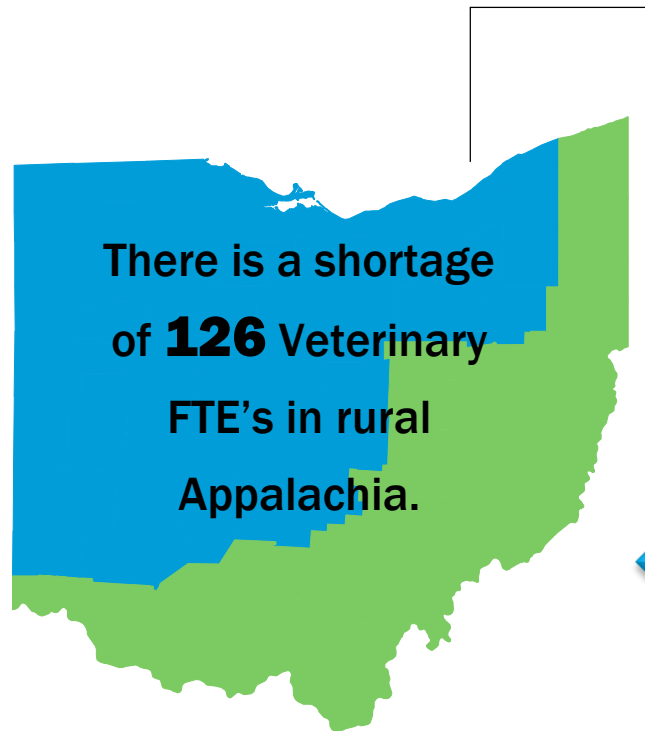 There is a shortage
of 126 Veterinary
FTE’s in rural
Appalachia.